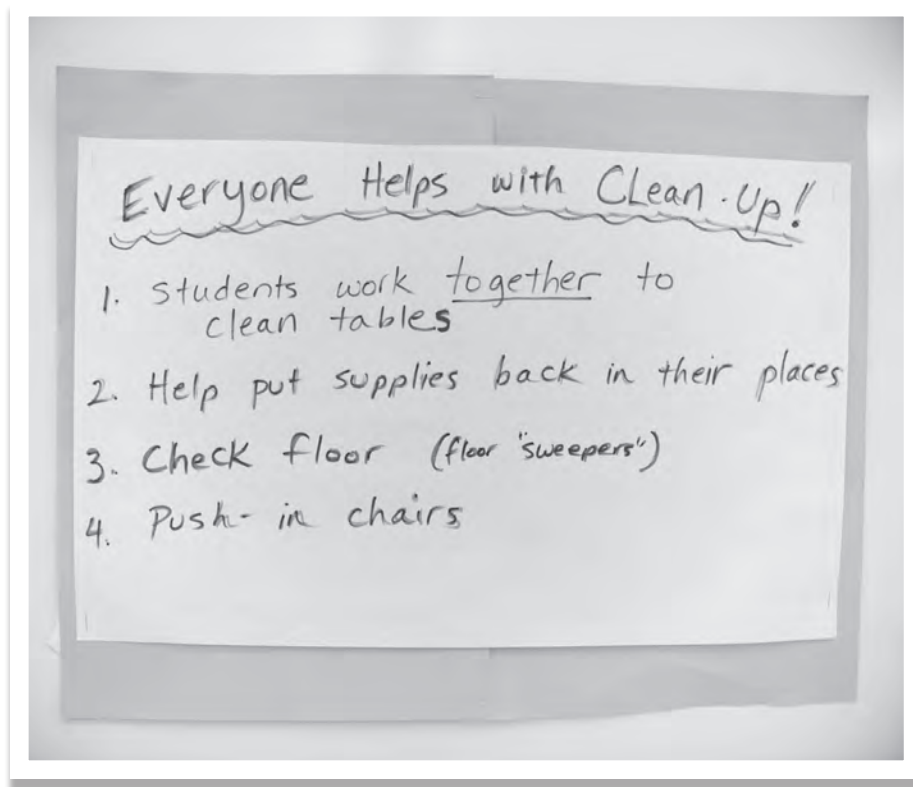 Everyone Helps with CLean-Up!
1. Students work together to
clean tables
2. Help put supplies back in their places
3. Check floor (floor "sweepers")
4. Push-in chairs